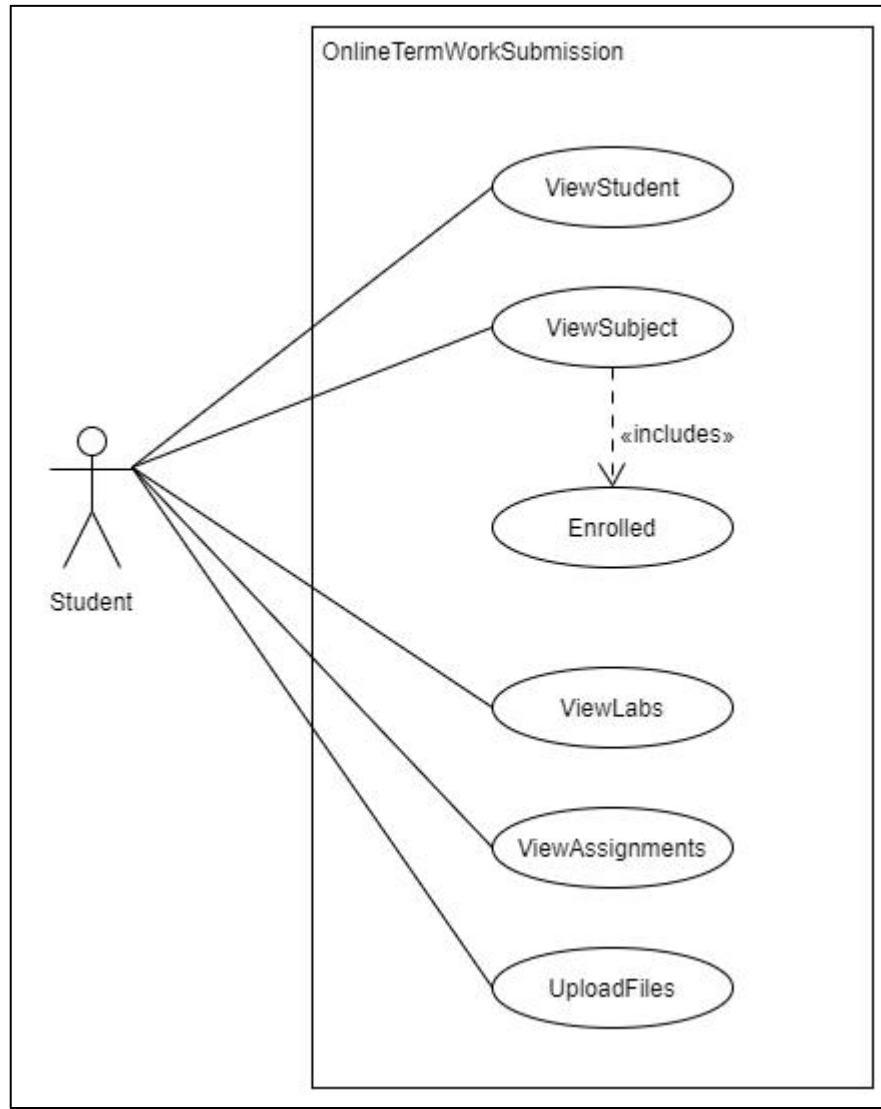 OnlineTermWorkSubmission
ViewStudent
ViewSubject
«includes»
Enrolled
Student
ViewLabs
ViewAssignments
UploadFiles